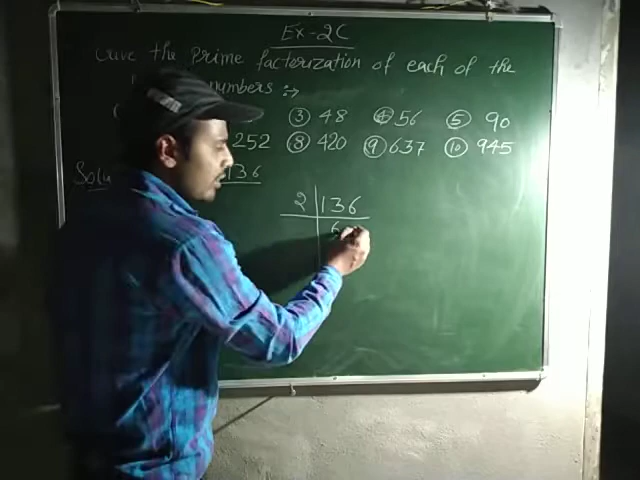 Ex-2C
Give the prime factorization of each of the
numbers :→
③ 48 ④ 56 ⑤ 90
252 ⑧ 420 ⑨ 637 ⑩ 945
Solu 136
2 | 136
6